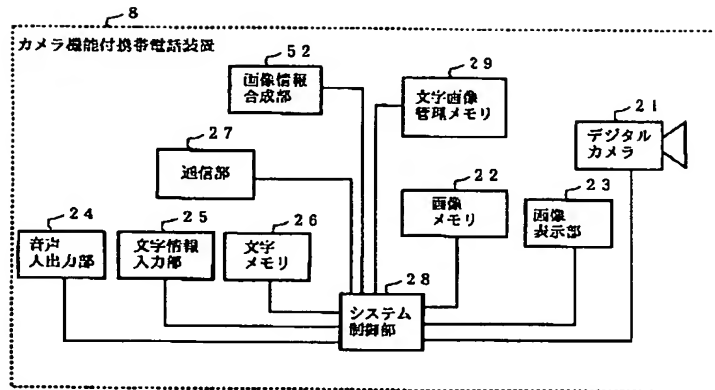 8
カメラ機能付携帯電話装置
52
画像情報
合成部
29
文字画像
管理メモリ
21
デジタル
カメラ
27
通信部
22
画像
メモリ
23
画像
表示部
24
音声
入出力部
25
文字情報
入力部
26
文字
メモリ
28
システム
制御部